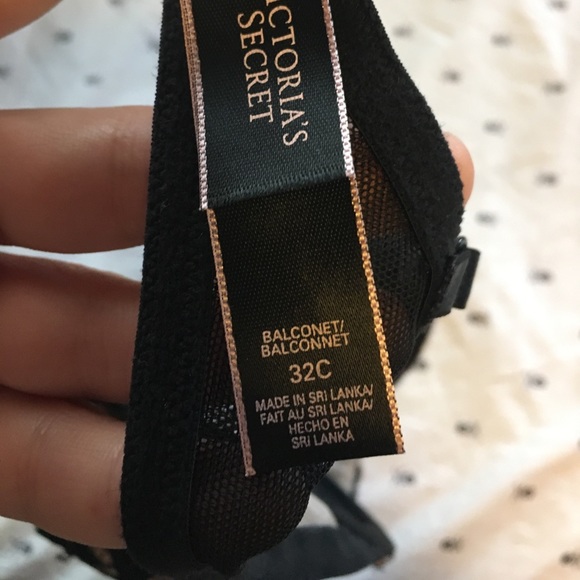 VICTORIA'S
SECRET
BALCONET/
BALCONNET
32C
MADE IN SRI LANKA/
FAIT AU SRI LANKA/
HECHO EN
SRI LANKA